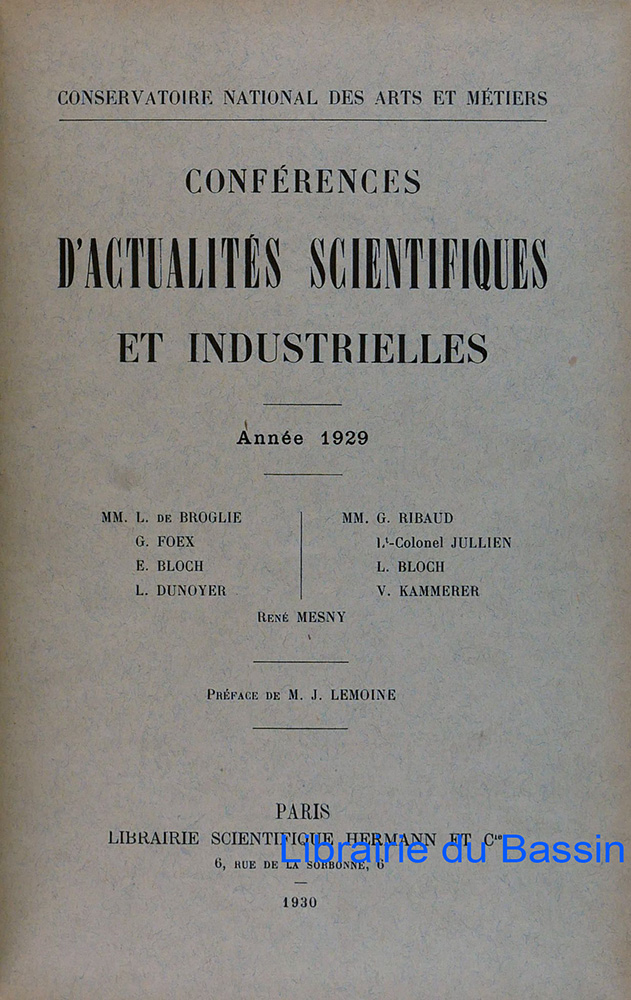 CONSERVATOIRE NATIONAL DES ARTS ET MÉTIERS
CONFÉRENCES
D'ACTUALITÉS SCIENTIFIQUES
ET INDUSTRIELLES
Année 1929
MM. L. DE BROGLIE
G. FOEX
E. BLOCH
L. DUNOYER
MM. G. RIBAUD
Lt-Colonel JULLIEN
L. BLOCH
V. KAMMERER
RENÉ MESNY
PRÉFACE DE M. J. LEMOINE
PARIS
LIBRAIRIE SCIENTIFIQUE HERMANN ET Cie
Librairie du Bassin
6, RUE DE LA SORBONNE, 6
1930